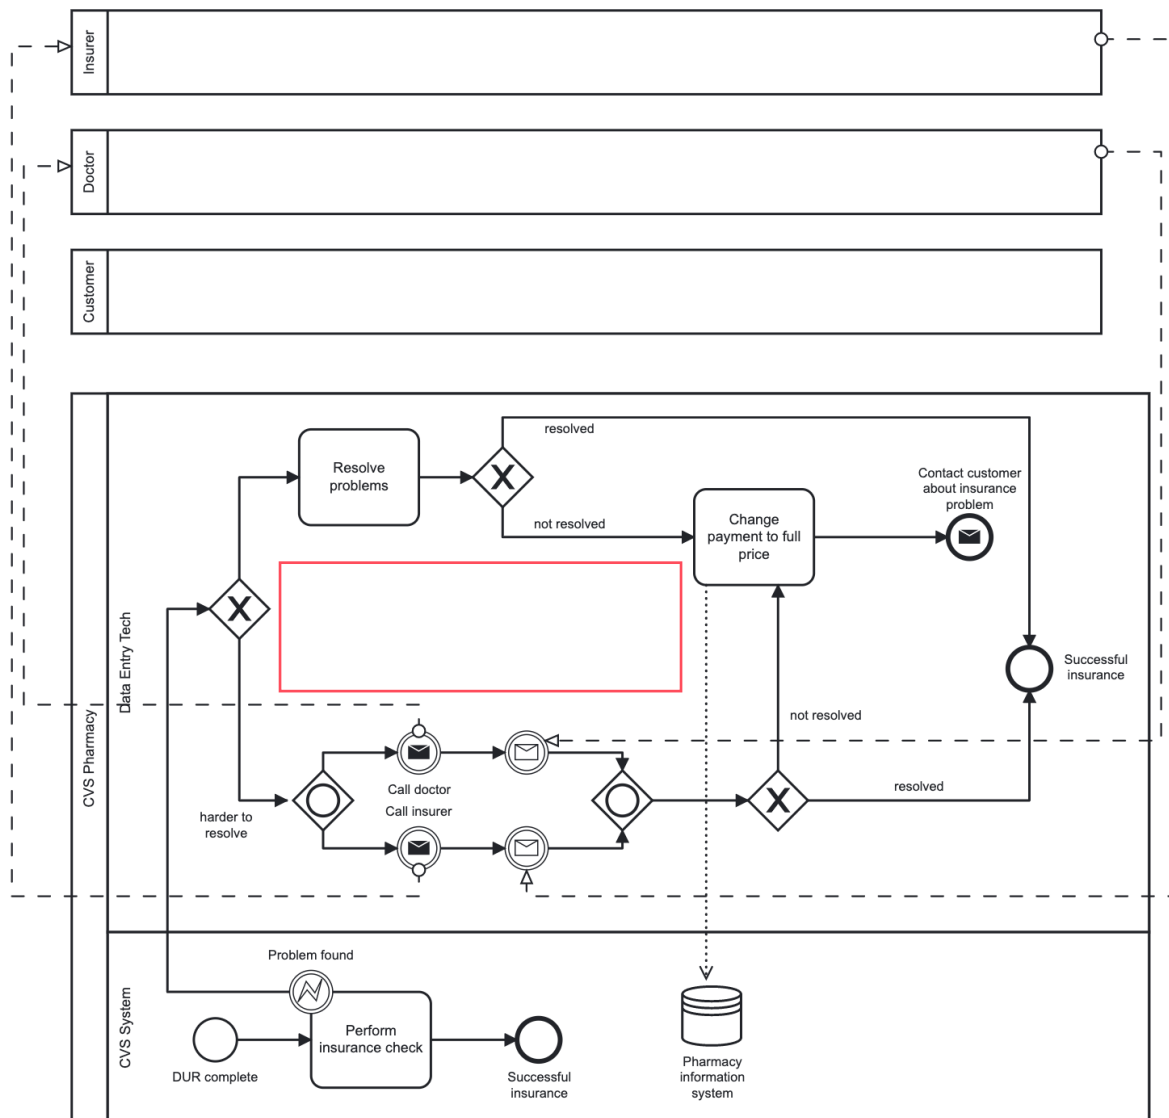 Insurer
Doctor
Customer
CVS Pharmacy
Data Entry Tech
resolved
Resolve
problems
Contact customer
about insurance
problem
not resolved
Change
payment to full
price
Successful
insurance
not resolved
Call doctor
Call insurer
resolved
harder to
resolve
CVS System
Problem found
Perform
insurance check
DUR complete
Successful
insurance
Pharmacy
information
system